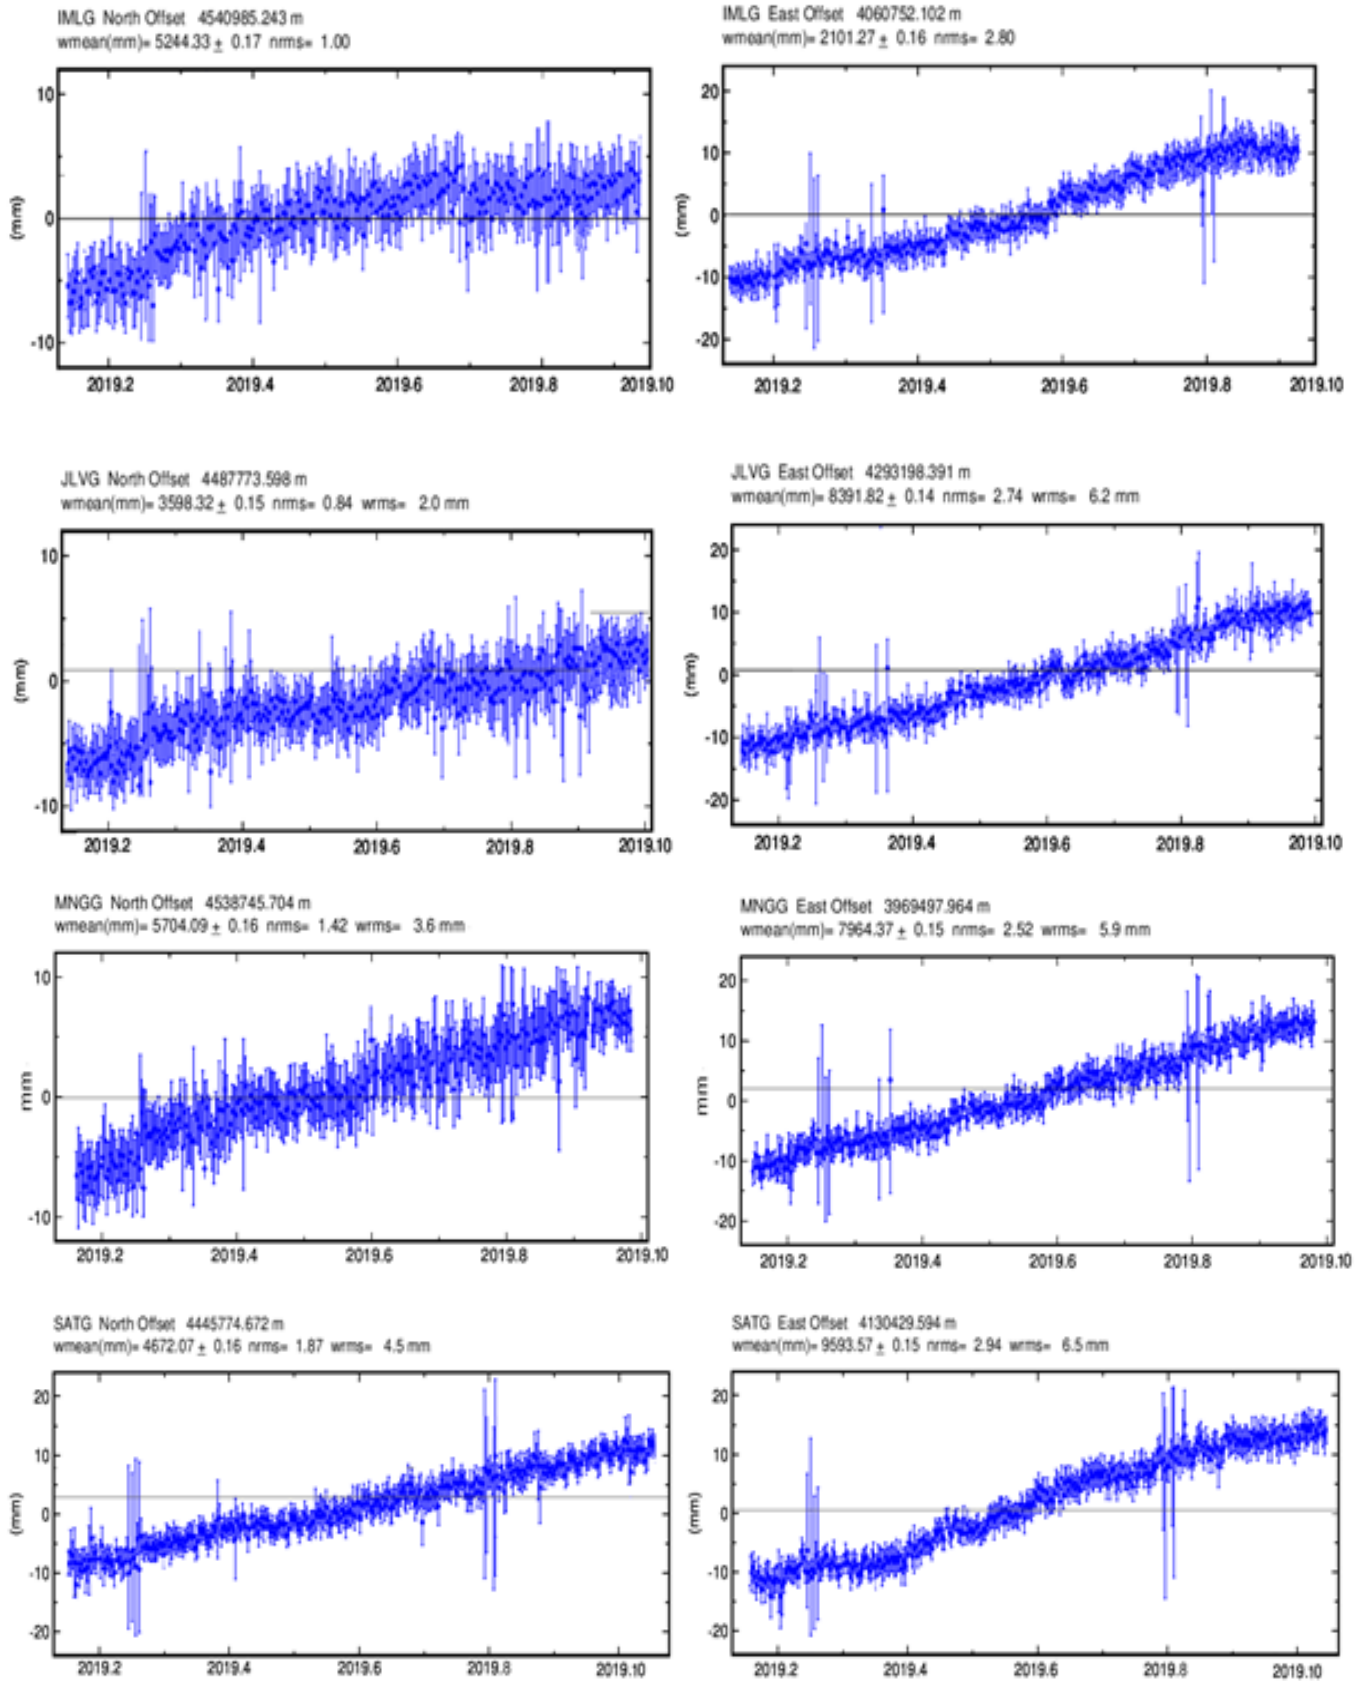 IMLG North Offset 4540985.243 m
wmean(mm)= 5244.33 ± 0.17 nrms= 1.00
10
0
-10
(mm)
2019.2 2019.4 2019.6 2019.8 2019.10
IMLG East Offset 4060752.102 m
wmean(mm)= 2101.27 ± 0.16 nrms= 2.80
20
10
0
-10
-20
(mm)
2019.2 2019.4 2019.6 2019.8 2019.10
JLVG North Offset 4487773.598 m
wmean(mm)= 3598.32 ± 0.15 nrms= 0.84 wrms= 2.0 mm
10
0
-10
(mm)
2019.2 2019.4 2019.6 2019.8 2019.10
JLVG East Offset 4293198.391 m
wmean(mm)= 8391.82 ± 0.14 nrms= 2.74 wrms= 6.2 mm
20
10
0
-10
-20
(mm)
2019.2 2019.4 2019.6 2019.8 2019.10
MNGG North Offset 4538745.704 m
wmean(mm)= 5704.09 ± 0.16 nrms= 1.42 wrms= 3.6 mm
10
0
-10
mm
2019.2 2019.4 2019.6 2019.8 2019.10
MNGG East Offset 3969497.964 m
wmean(mm)= 7964.37 ± 0.15 nrms= 2.52 wrms= 5.9 mm
20
10
0
-10
-20
mm
2019.2 2019.4 2019.6 2019.8 2019.10
SATG North Offset 4445774.672 m
wmean(mm)= 4672.07 ± 0.16 nrms= 1.87 wrms= 4.5 mm
20
10
0
-10
-20
(mm)
2019.2 2019.4 2019.6 2019.8 2019.10
SATG East Offset 4130429.594 m
wmean(mm)= 9593.57 ± 0.15 nrms= 2.94 wrms= 6.5 mm
20
10
0
-10
-20
(mm)
2019.2 2019.4 2019.6 2019.8 2019.10